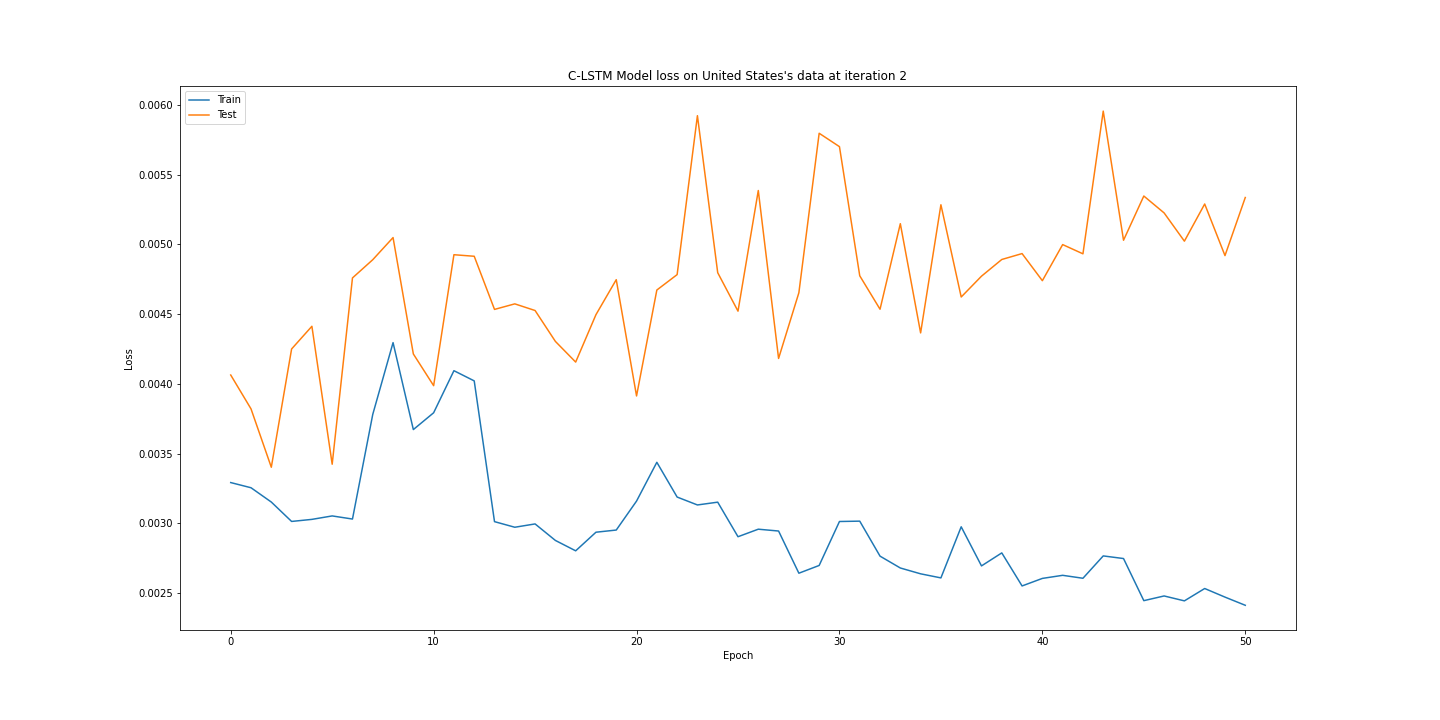 C-LSTM Model loss on United States's data at iteration 2
Train
Test
0.0060
0.0055
0.0050
0.0045
0.0040
0.0035
0.0030
0.0025
Loss
0 10 20 30 40 50
Epoch